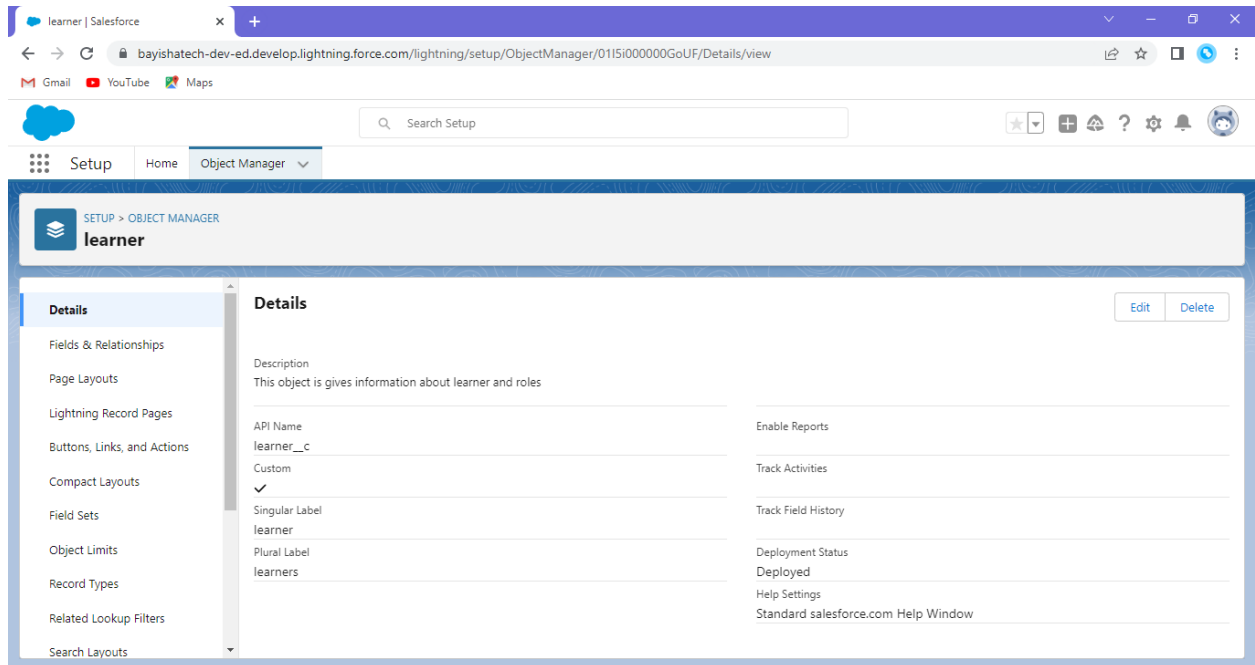 learner | Salesforce
bayishatech-dev-ed.develop.lightning.force.com/lightning/setup/ObjectManager/01I5i000000GoUF/Details/view
Gmail YouTube Maps
Search Setup
Setup Home Object Manager
SETUP > OBJECT MANAGER
learner
Details
Fields & Relationships
Page Layouts
Lightning Record Pages
Buttons, Links, and Actions
Compact Layouts
Field Sets
Object Limits
Record Types
Related Lookup Filters
Search Layouts
Details
Edit Delete
Description
This object is gives information about learner and roles
API Name
learner__c
Custom
Singular Label
learner
Plural Label
learners
Enable Reports
Track Activities
Track Field History
Deployment Status
Deployed
Help Settings
Standard salesforce.com Help Window